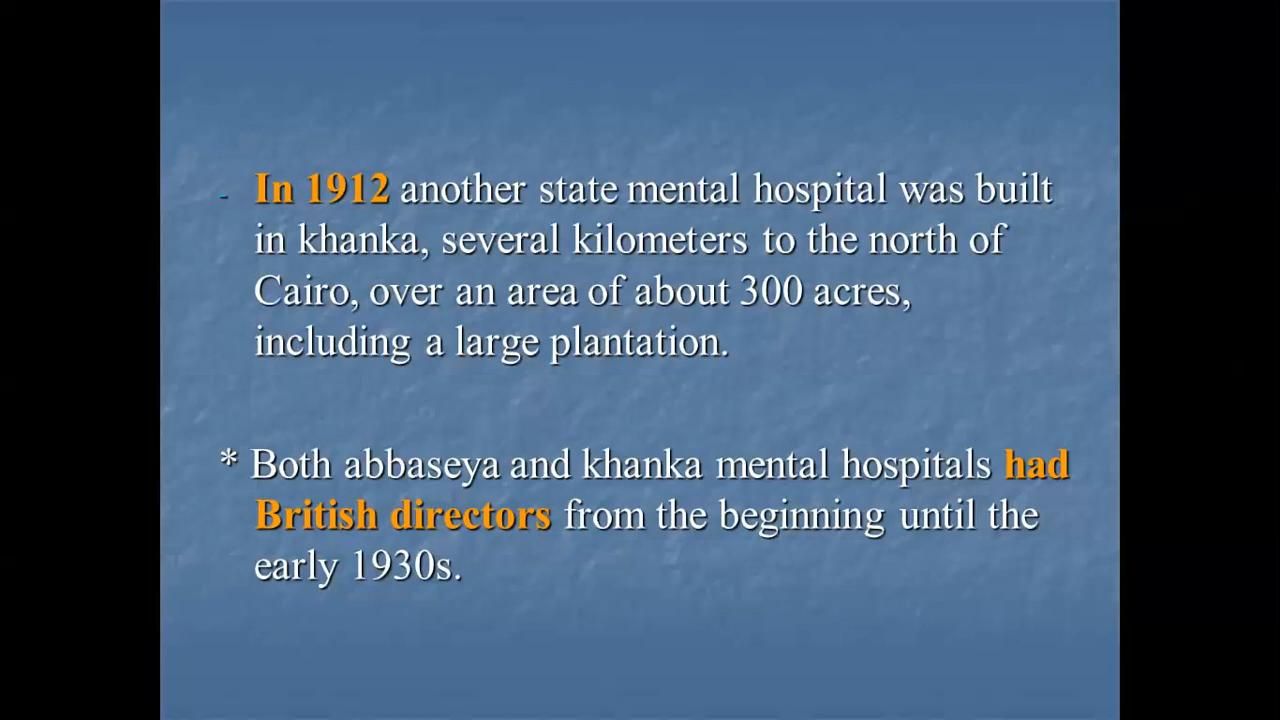 - In 1912 another state mental hospital was built
in khanka, several kilometers to the north of
Cairo, over an area of about 300 acres,
including a large plantation.
* Both abbaseya and khanka mental hospitals had
British directors from the beginning until the
early 1930s.